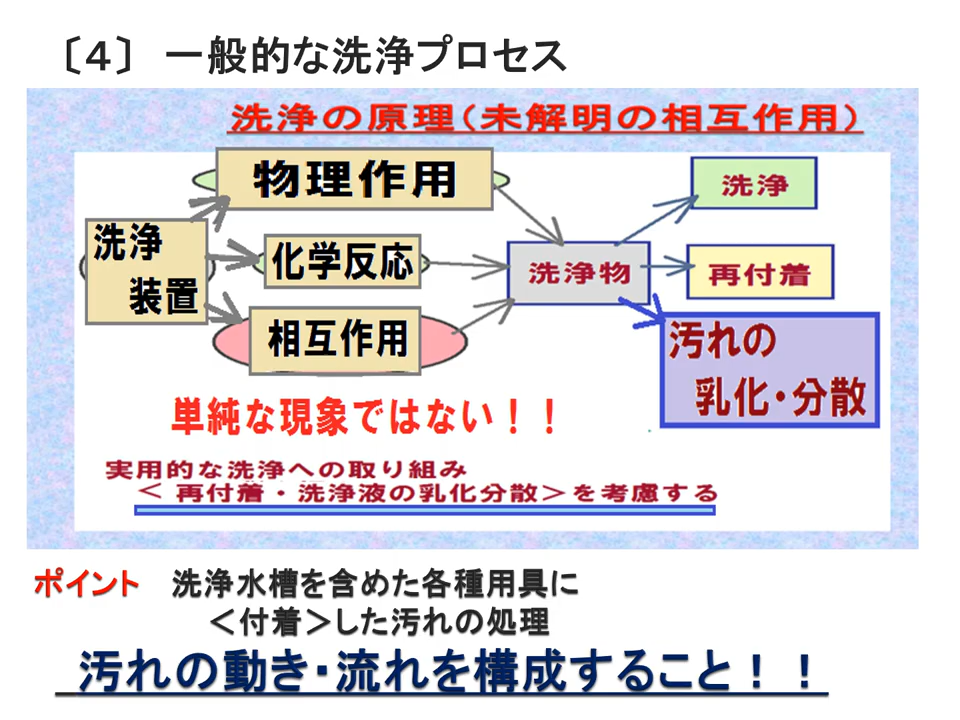 〔4〕 一般的な洗浄プロセス
洗浄の原理(未解明の相互作用)
物理作用
洗浄
洗浄
装置
化学反応
洗浄物
再付着
相互作用
汚れの
乳化・分散
単純な現象ではない!!
実用的な洗浄への取り組み
<再付着・洗浄液の乳化分散>を考慮する
ポイント 洗浄水槽を含めた各種用具に
<付着>した汚れの処理
汚れの動き・流れを構成すること!!